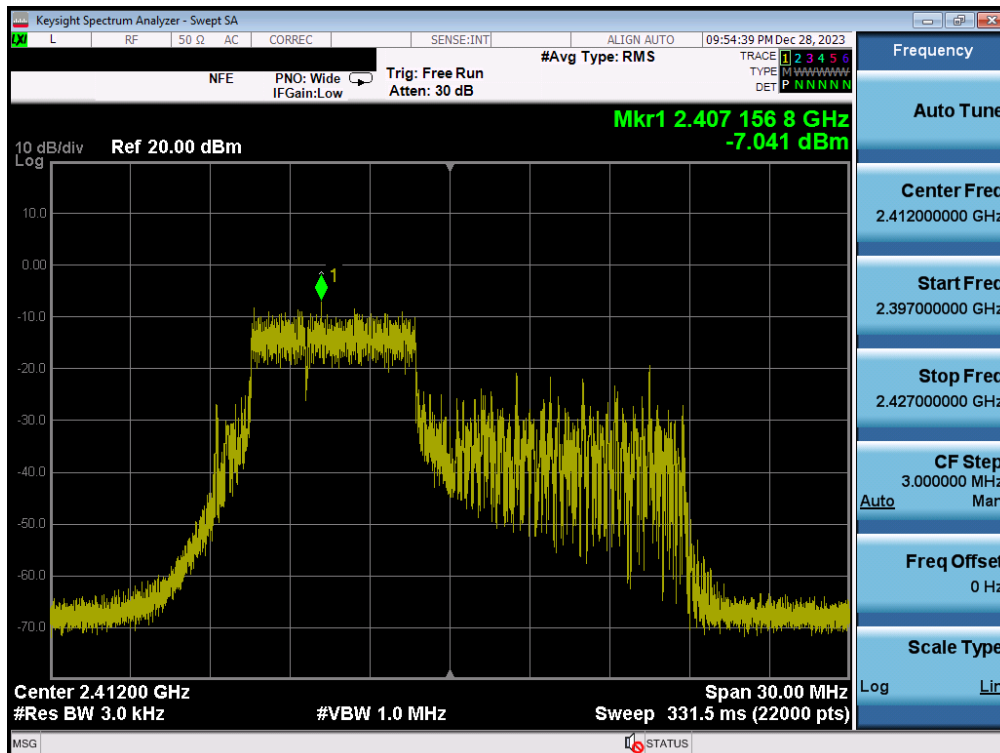 Keysight Spectrum Analyzer - Swept SA
LXI L RF 50 Ω AC CORREC SENSE:INT ALIGN AUTO 09:54:39 PM Dec 28, 2023
NFE PNO: Wide Trig: Free Run #Avg Type: RMS TRACE 1 2 3 4 5 6
IFGain:Low Atten: 30 dB TYPE M WWWWW
DET P N N N N N
Frequency
Auto Tune
Center Freq
2.412000000 GHz
Start Freq
2.397000000 GHz
Stop Freq
2.427000000 GHz
CF Step
3.000000 MHz
Auto Man
Freq Offset
0 Hz
Scale Type
Log Lin
Mkr1 2.407 156 8 GHz
-7.041 dBm
10 dB/div Ref 20.00 dBm
Log
10.0
0.00
-10.0
-20.0
-30.0
-40.0
-50.0
-60.0
-70.0
1
Center 2.41200 GHz Span 30.00 MHz
#Res BW 3.0 kHz #VBW 1.0 MHz Sweep 331.5 ms (22000 pts)
MSG STATUS